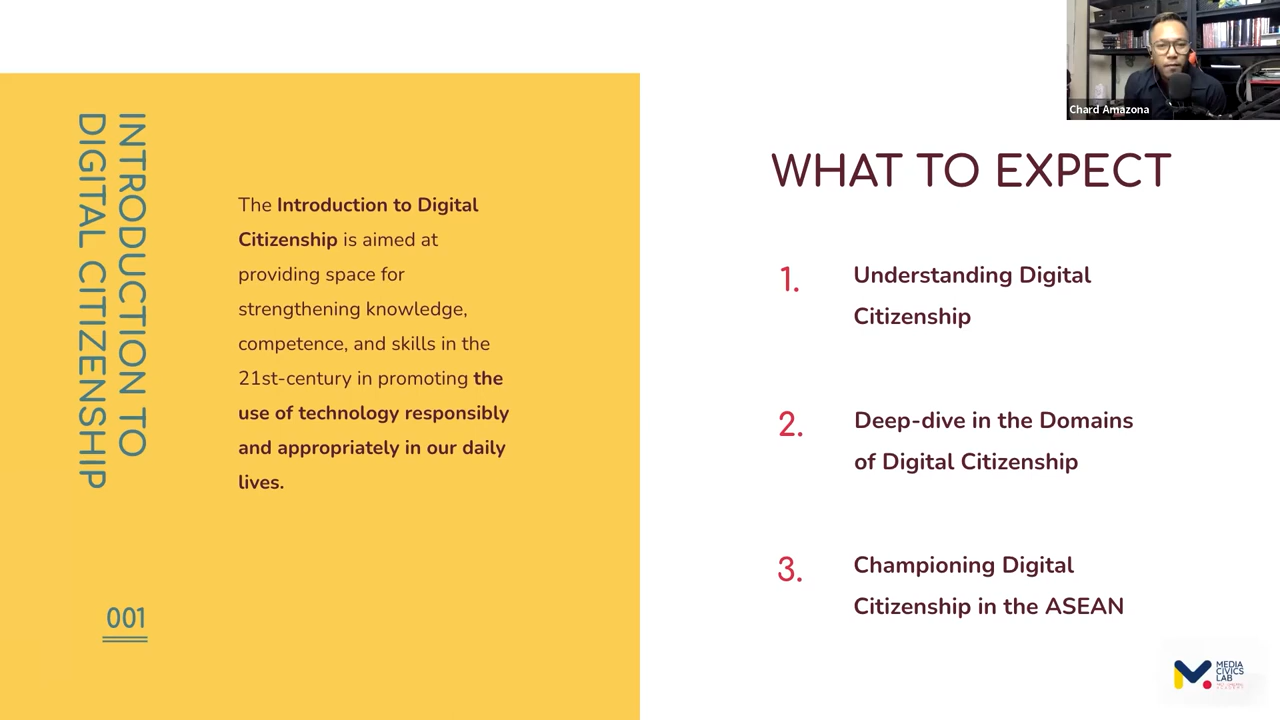 Chard Amazona
INTRODUCTION TO
DIGITAL CITIZENSHIP
The Introduction to Digital
Citizenship is aimed at
providing space for
strengthening knowledge,
competence, and skills in the
21st-century in promoting the
use of technology responsibly
and appropriately in our daily
lives.
001
WHAT TO EXPECT
1. Understanding Digital
Citizenship
2. Deep-dive in the Domains
of Digital Citizenship
3. Championing Digital
Citizenship in the ASEAN
MEDIA
CIVICS
LAB